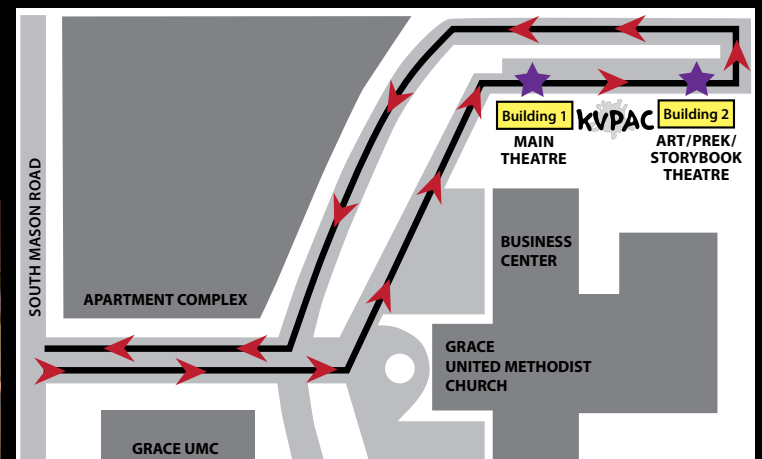 Building 1
KVPAC
Building 2
MAIN
THEATRE
ART/PREK/
STORYBOOK
THEATRE
SOUTH MASON ROAD
BUSINESS
CENTER
APARTMENT COMPLEX
GRACE
UNITED METHODIST
CHURCH
GRACE UMC